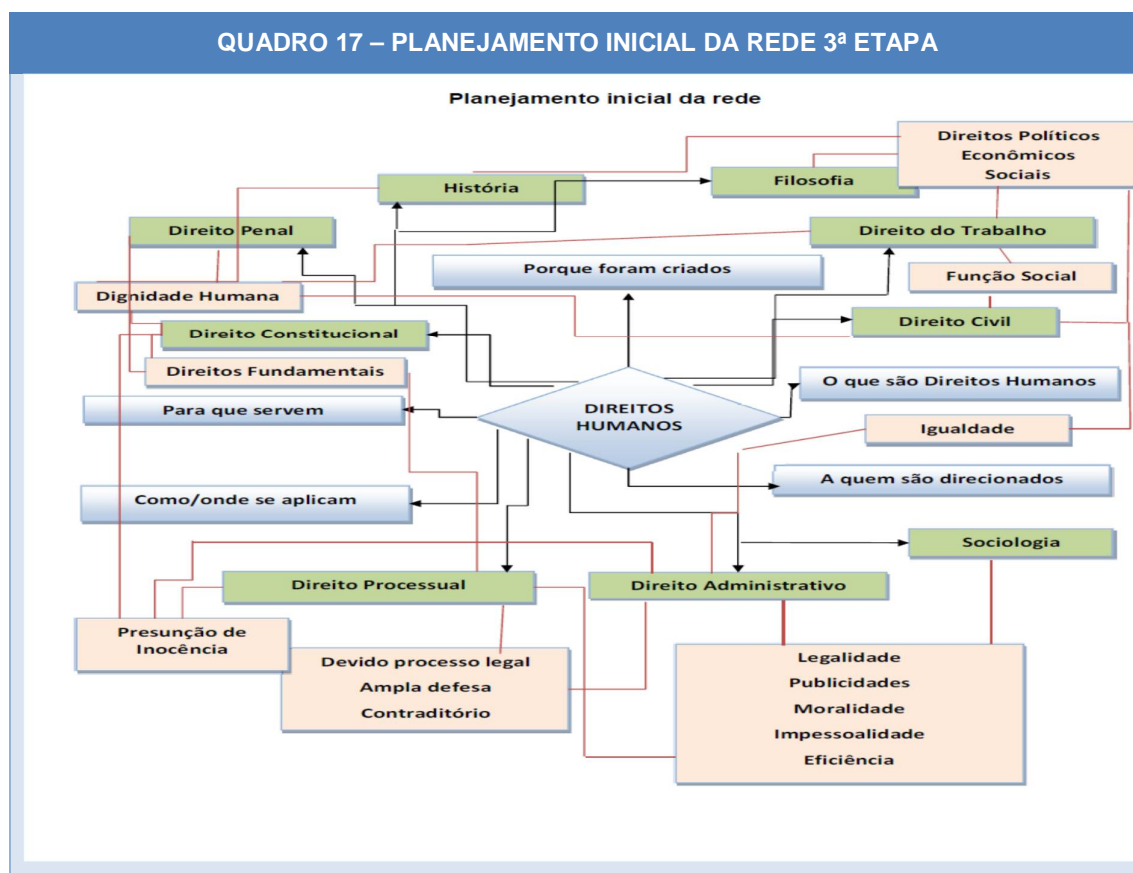 QUADRO 17 – PLANEJAMENTO INICIAL DA REDE 3ª ETAPA
Planejamento inicial da rede
Direitos Políticos
Econômicos
Sociais
História
Filosofia
Direito Penal
Direito do Trabalho
Porque foram criados
Função Social
Dignidade Humana
Direito Constitucional
Direito Civil
Direitos Fundamentais
O que são Direitos Humanos
Para que servem
DIREITOS
HUMANOS
Igualdade
Como/onde se aplicam
A quem são direcionados
Sociologia
Direito Processual
Direito Administrativo
Presunção de
Inocência
Devido processo legal
Ampla defesa
Contraditório
Legalidade
Publicidades
Moralidade
Impessoalidade
Eficiência